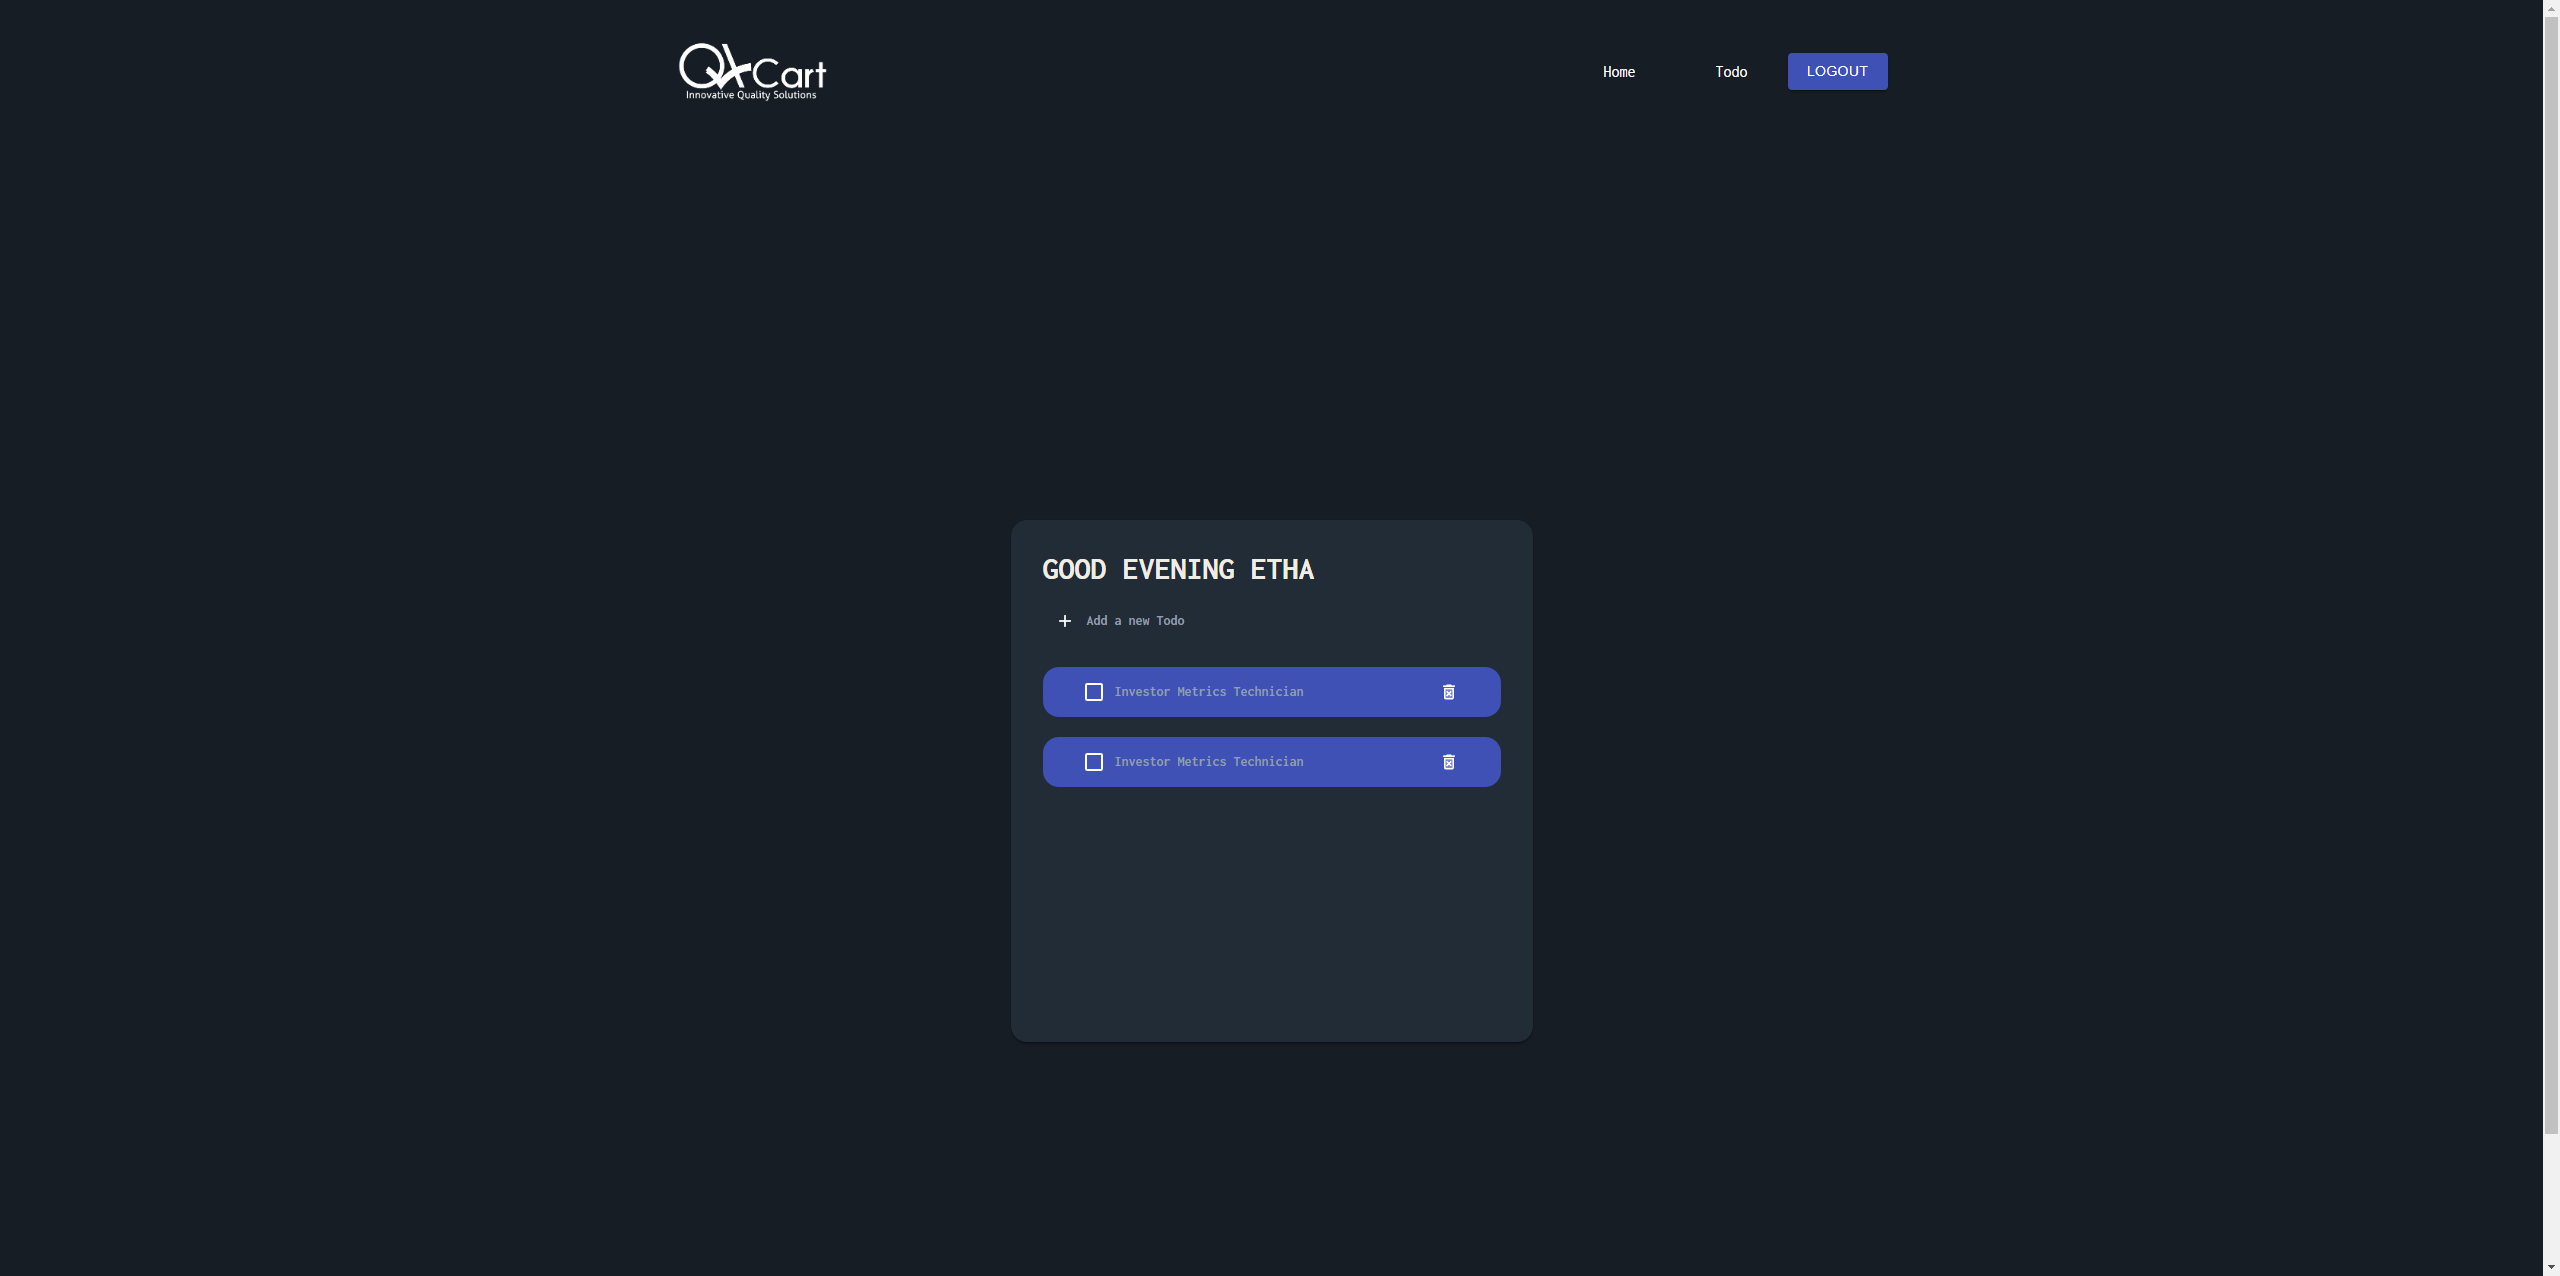 QACart
Innovative Quality Solutions
Home
Todo
LOGOUT
GOOD EVENING ETHA
Add a new Todo
Investor Metrics Technician
Investor Metrics Technician